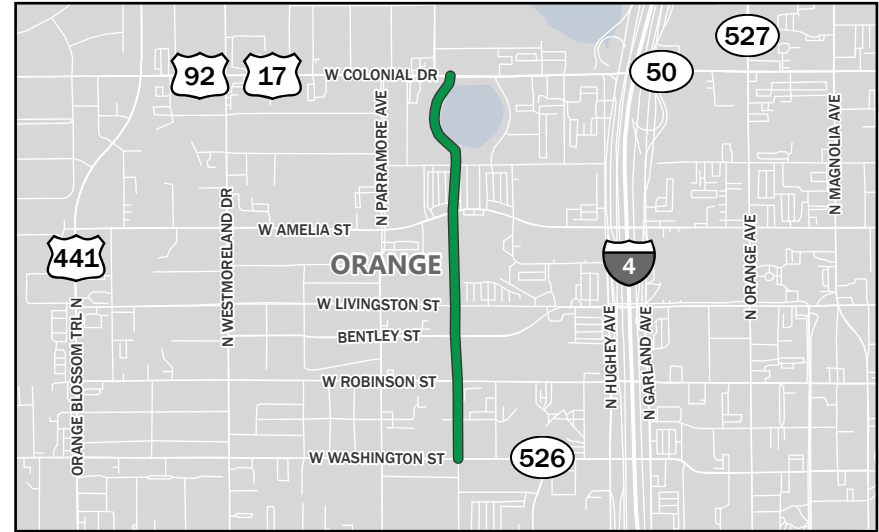 527
92
17
W COLONIAL DR
50
N PARRAMORE AVE
N MAGNOLIA AVE
N WESTMORELAND DR
W AMELIA ST
N ORANGE AVE
441
ORANGE
4
W LIVINGSTON ST
ORANGE BLOSSOM TRL N
BENTLEY ST
N HUGHEY AVE
N GARLAND AVE
W ROBINSON ST
W WASHINGTON ST
526